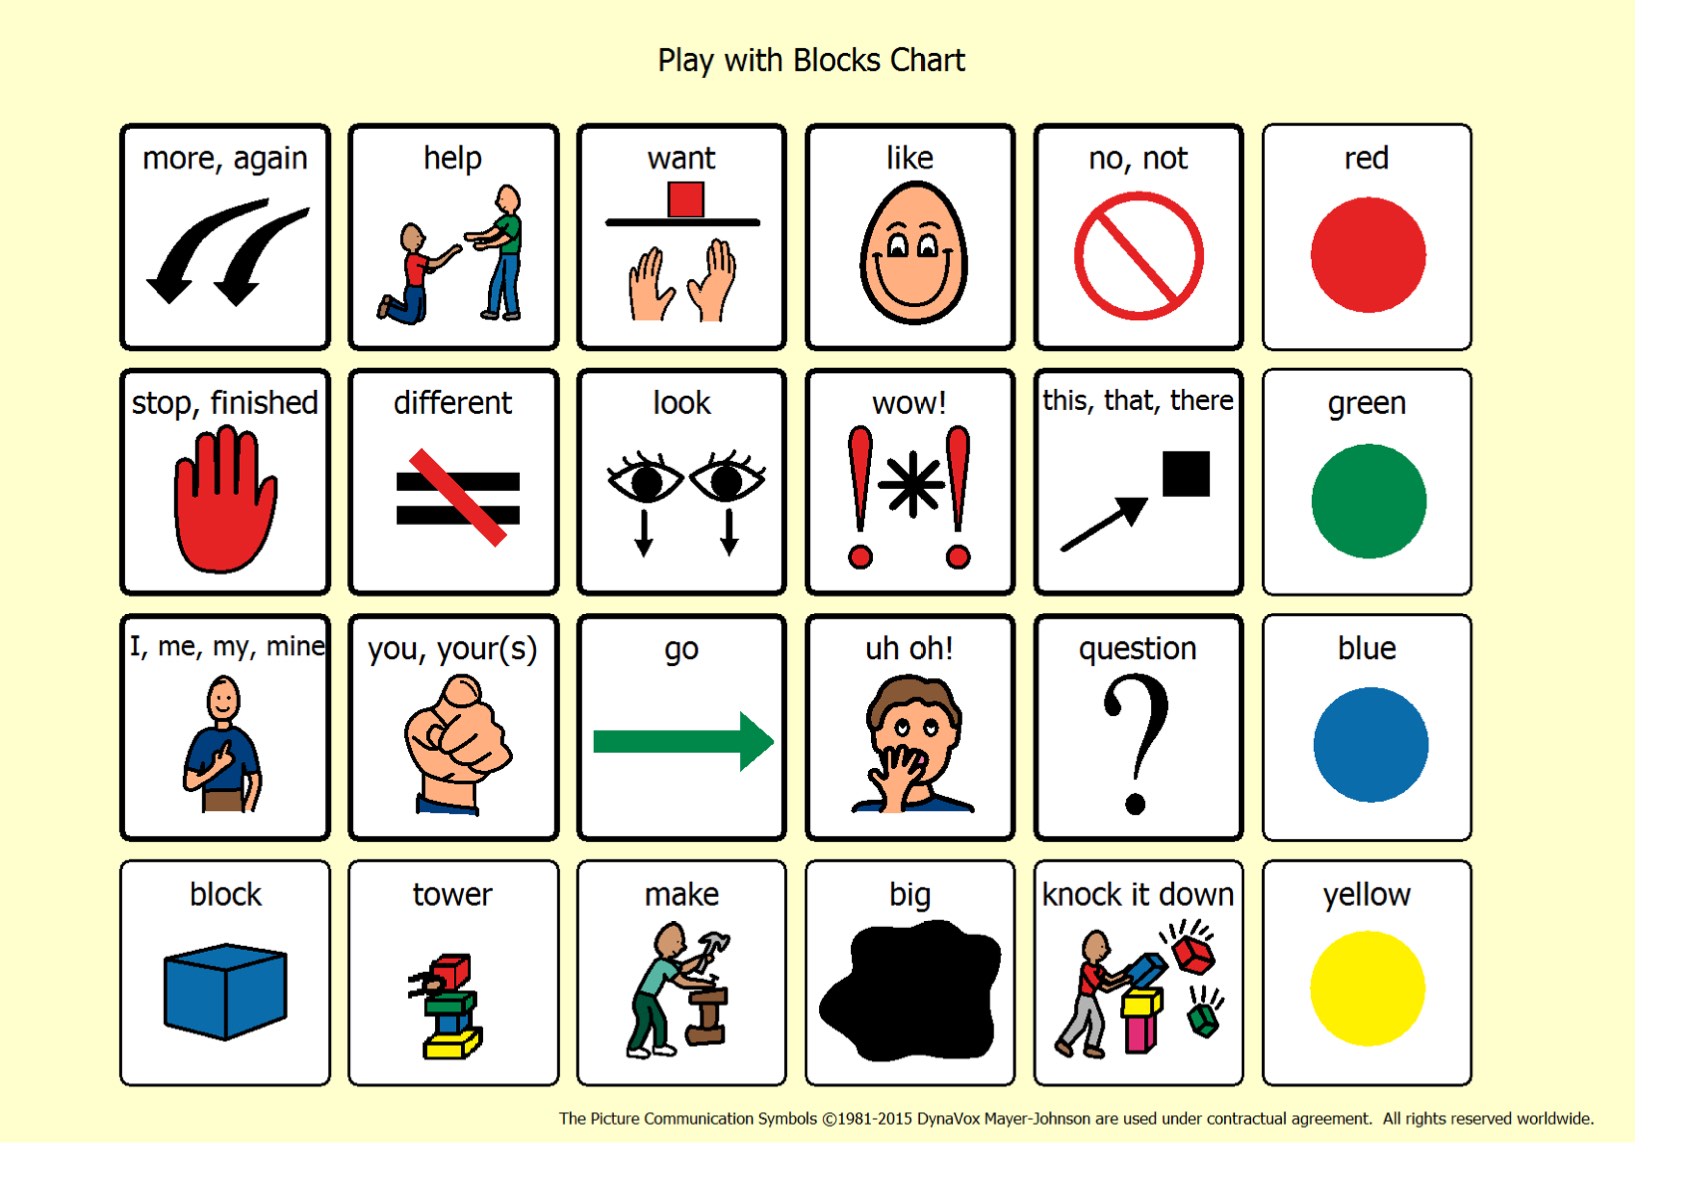 Play with Blocks Chart
more, again
help
want
like
no, not
red
stop, finished
different
look
wow!
this, that, there
green
I, me, my, mine
you, your(s)
go
uh oh!
question
blue
block
tower
make
big
knock it down
yellow
The Picture Communication Symbols ©1981-2015 DynaVox Mayer-Johnson are used under contractual agreement. All rights reserved worldwide.